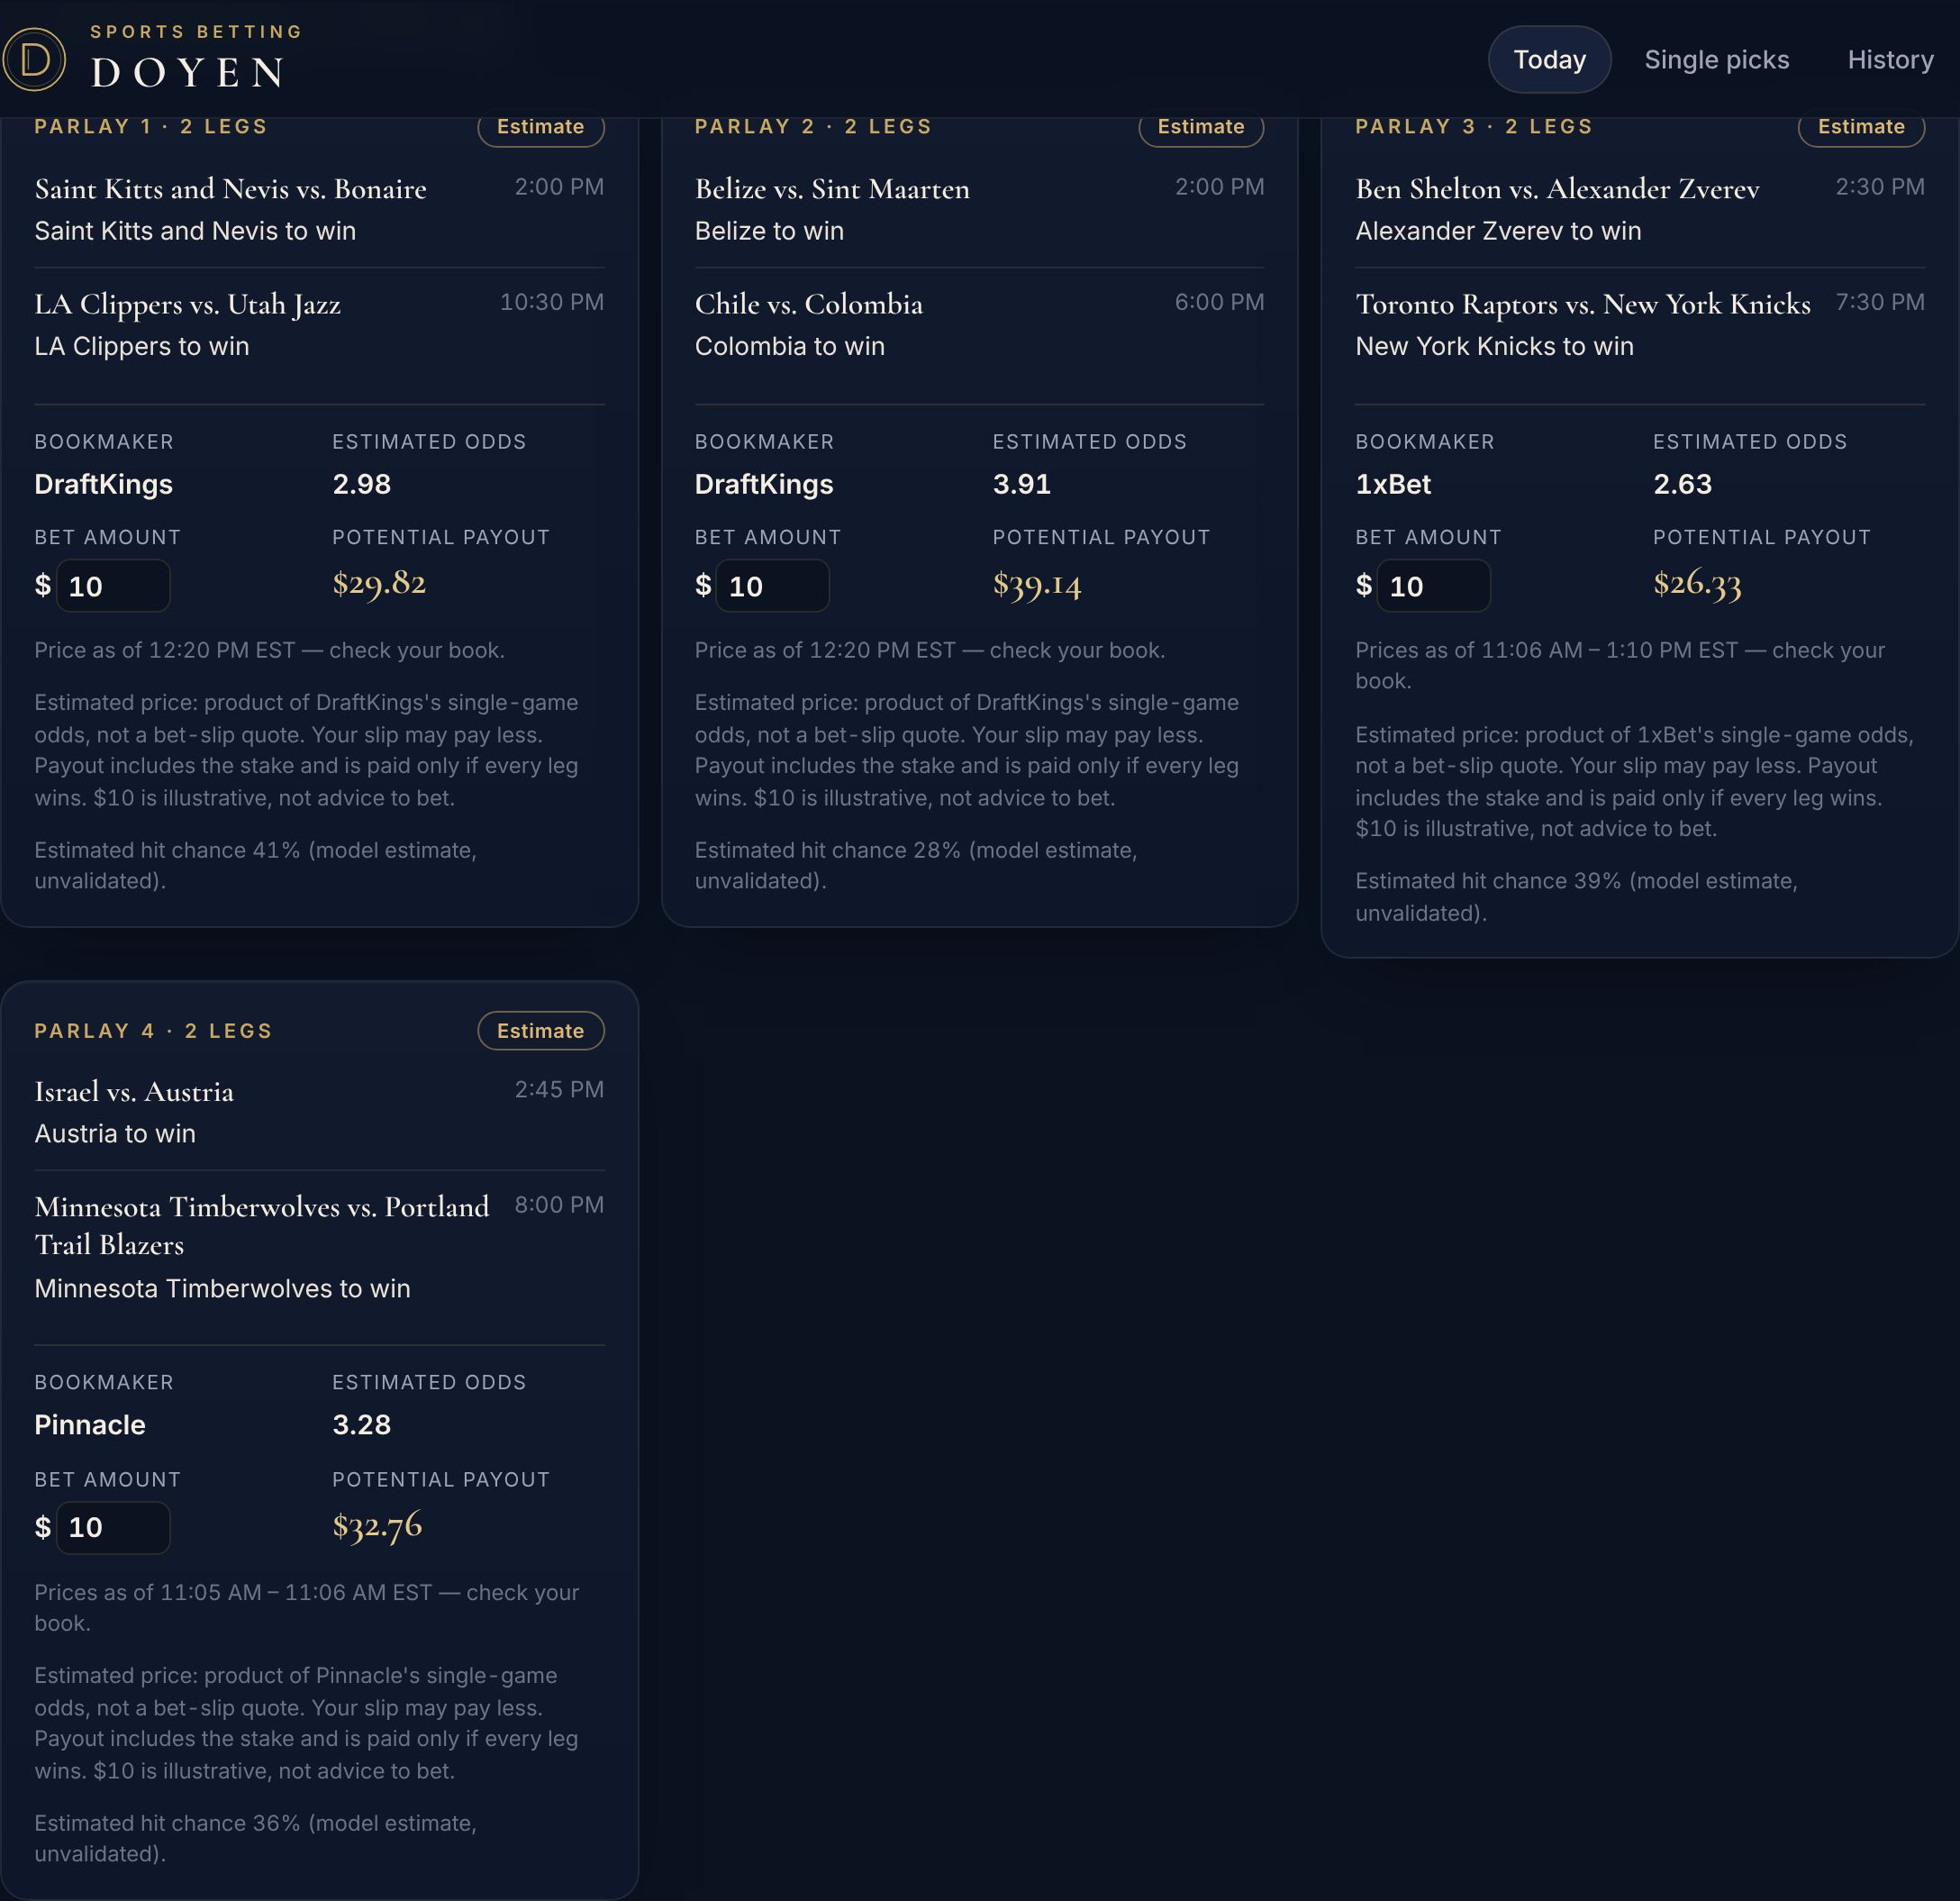 SPORTS BETTING
DOYEN
Today
Single picks
History
PARLAY 1 · 2 LEGS
Estimate
Saint Kitts and Nevis vs. Bonaire
2:00 PM
Saint Kitts and Nevis to win
LA Clippers vs. Utah Jazz
10:30 PM
LA Clippers to win
BOOKMAKER
ESTIMATED ODDS
DraftKings
2.98
BET AMOUNT
POTENTIAL PAYOUT
$ 10
$29.82
Price as of 12:20 PM EST — check your book.
Estimated price: product of DraftKings's single-game
odds, not a bet-slip quote. Your slip may pay less.
Payout includes the stake and is paid only if every leg
wins. $10 is illustrative, not advice to bet.
Estimated hit chance 41% (model estimate,
unvalidated).
PARLAY 2 · 2 LEGS
Estimate
Belize vs. Sint Maarten
2:00 PM
Belize to win
Chile vs. Colombia
6:00 PM
Colombia to win
BOOKMAKER
ESTIMATED ODDS
DraftKings
3.91
BET AMOUNT
POTENTIAL PAYOUT
$ 10
$39.14
Price as of 12:20 PM EST — check your book.
Estimated price: product of DraftKings's single-game
odds, not a bet-slip quote. Your slip may pay less.
Payout includes the stake and is paid only if every leg
wins. $10 is illustrative, not advice to bet.
Estimated hit chance 28% (model estimate,
unvalidated).
PARLAY 3 · 2 LEGS
Estimate
Ben Shelton vs. Alexander Zverev
2:30 PM
Alexander Zverev to win
Toronto Raptors vs. New York Knicks
7:30 PM
New York Knicks to win
BOOKMAKER
ESTIMATED ODDS
1xBet
2.63
BET AMOUNT
POTENTIAL PAYOUT
$ 10
$26.33
Prices as of 11:06 AM – 1:10 PM EST — check your
book.
Estimated price: product of 1xBet's single-game odds,
not a bet-slip quote. Your slip may pay less. Payout
includes the stake and is paid only if every leg wins.
$10 is illustrative, not advice to bet.
Estimated hit chance 39% (model estimate,
unvalidated).
PARLAY 4 · 2 LEGS
Estimate
Israel vs. Austria
2:45 PM
Austria to win
Minnesota Timberwolves vs. Portland
Trail Blazers
8:00 PM
Minnesota Timberwolves to win
BOOKMAKER
ESTIMATED ODDS
Pinnacle
3.28
BET AMOUNT
POTENTIAL PAYOUT
$ 10
$32.76
Prices as of 11:05 AM – 11:06 AM EST — check your
book.
Estimated price: product of Pinnacle's single-game
odds, not a bet-slip quote. Your slip may pay less.
Payout includes the stake and is paid only if every leg
wins. $10 is illustrative, not advice to bet.
Estimated hit chance 36% (model estimate,
unvalidated).